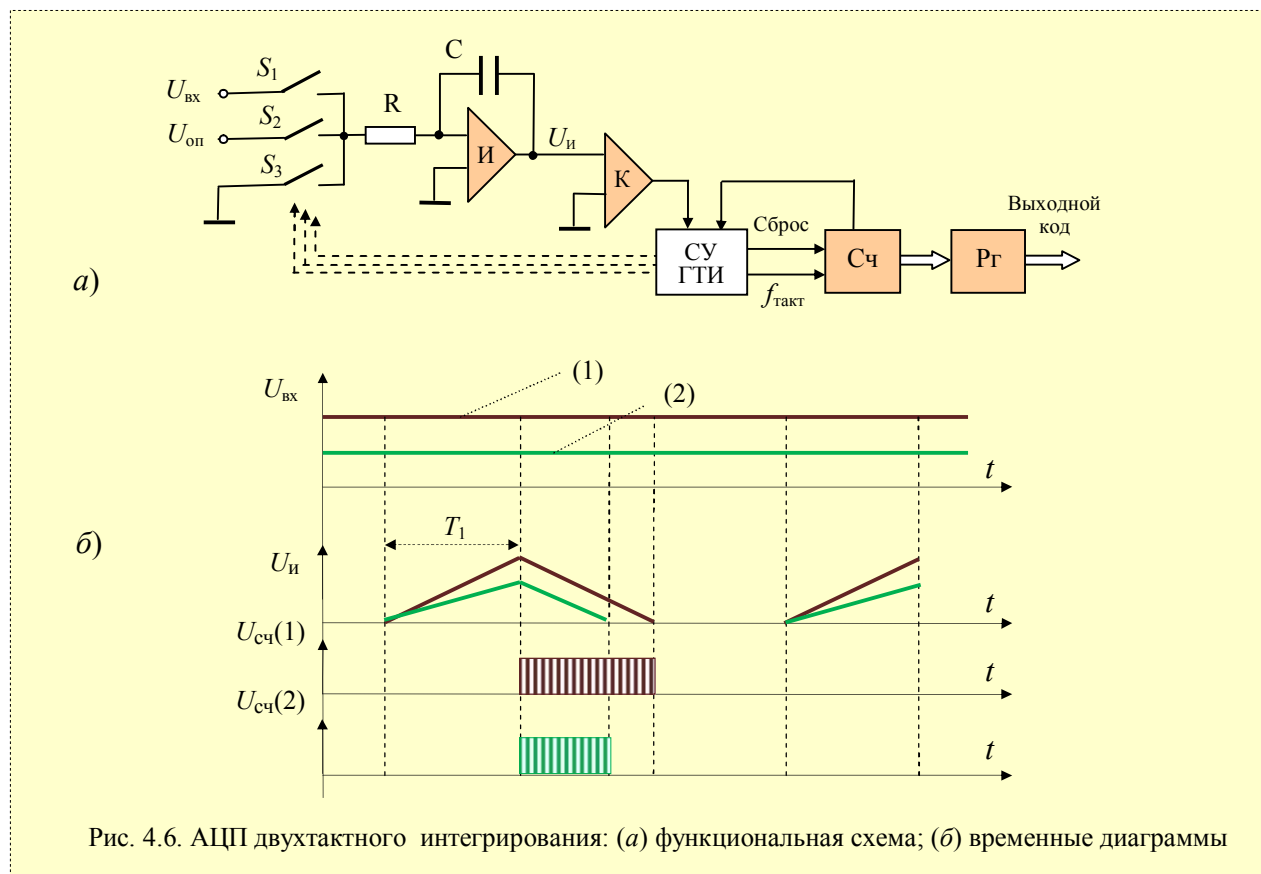 C
S1
Uвх
R
S2
Uоп
Uи
И
S3
К
Выходной
код
Сброс
СУ
ГТИ
Сч
Рг
fтакт
а)
(1)
Uвх
(2)
t
б)
T1
Uи
t
Uсч(1)
t
Uсч(2)
t
Рис. 4.6. АЦП двухтактного интегрирования: (а) функциональная схема; (б) временные диаграммы